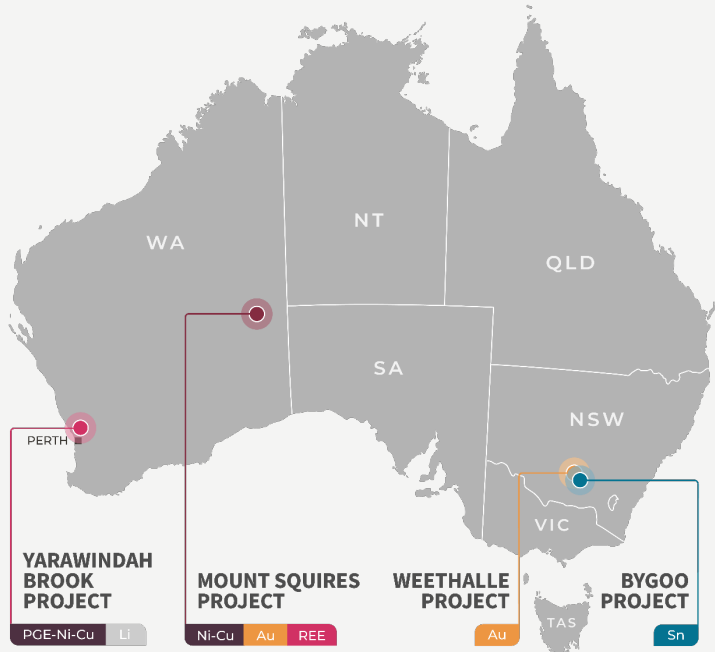 NT
WA
QLD
SA
NSW
PERTH
VIC
YARAWINDAH
BROOK
PROJECT
PGE-Ni-Cu Li
MOUNT SQUIRES
PROJECT
Ni-Cu Au REE
WEETHALLE
PROJECT
Au
BYGOO
PROJECT
Sn
TAS